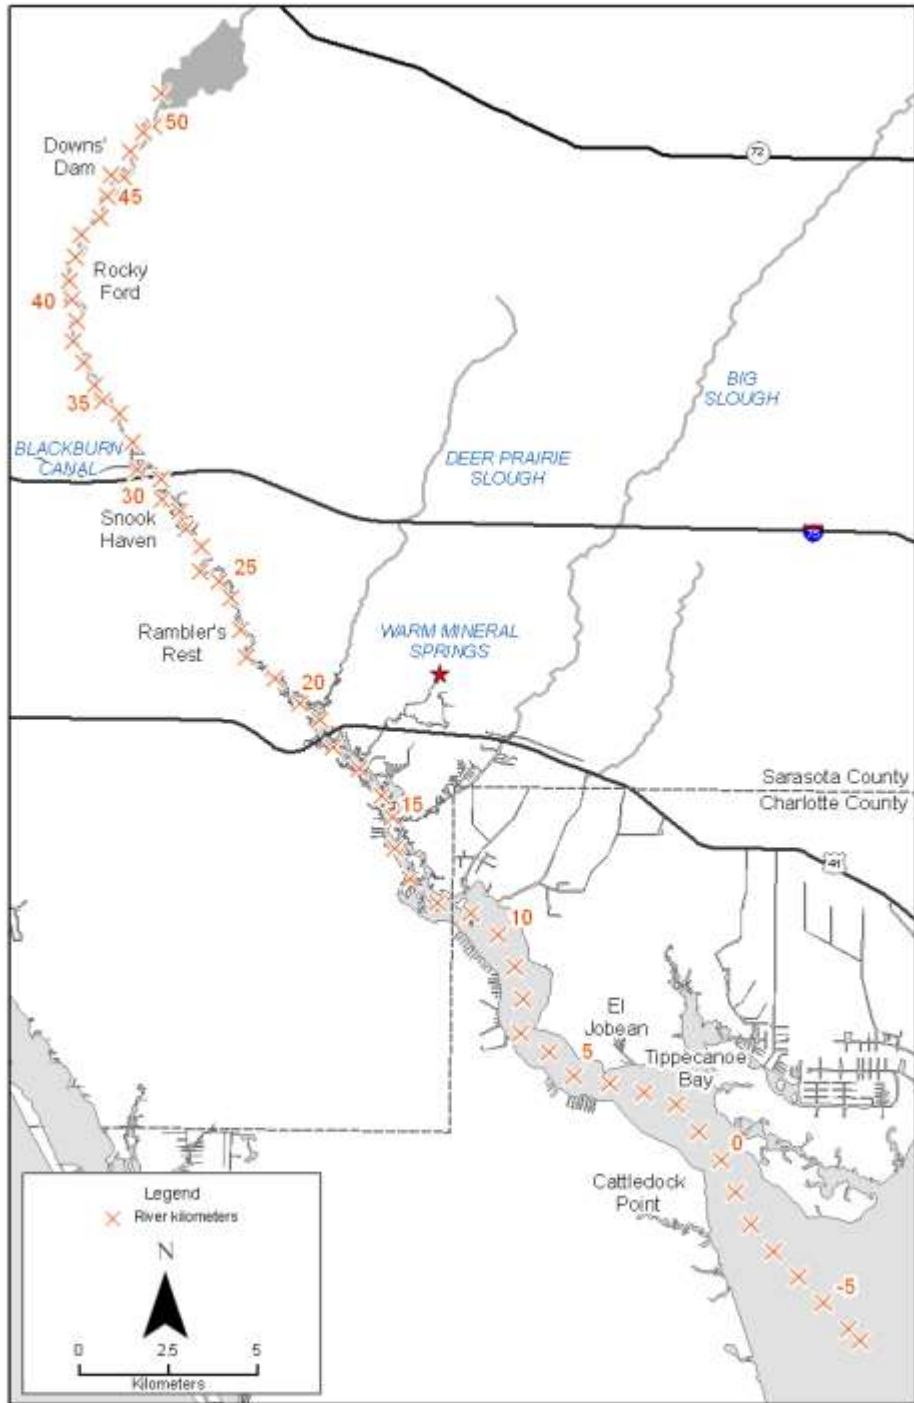 50
Downs'
Dam
72
45
Rocky
Ford
40
BIG
SLOUGH
35
BLACKBURN
CANAL
DEER PRAIRIE
SLOUGH
30
Snook
Haven
75
25
Rambler's
Rest
WARM MINERAL
SPRINGS
20
Sarasota County
Charlotte County
15
41
10
El
Jobean
5
Tippecanoe
Bay
0
Cattledock
Point
-5
Legend
River kilometers
N
0 2.5 5
Kilometers